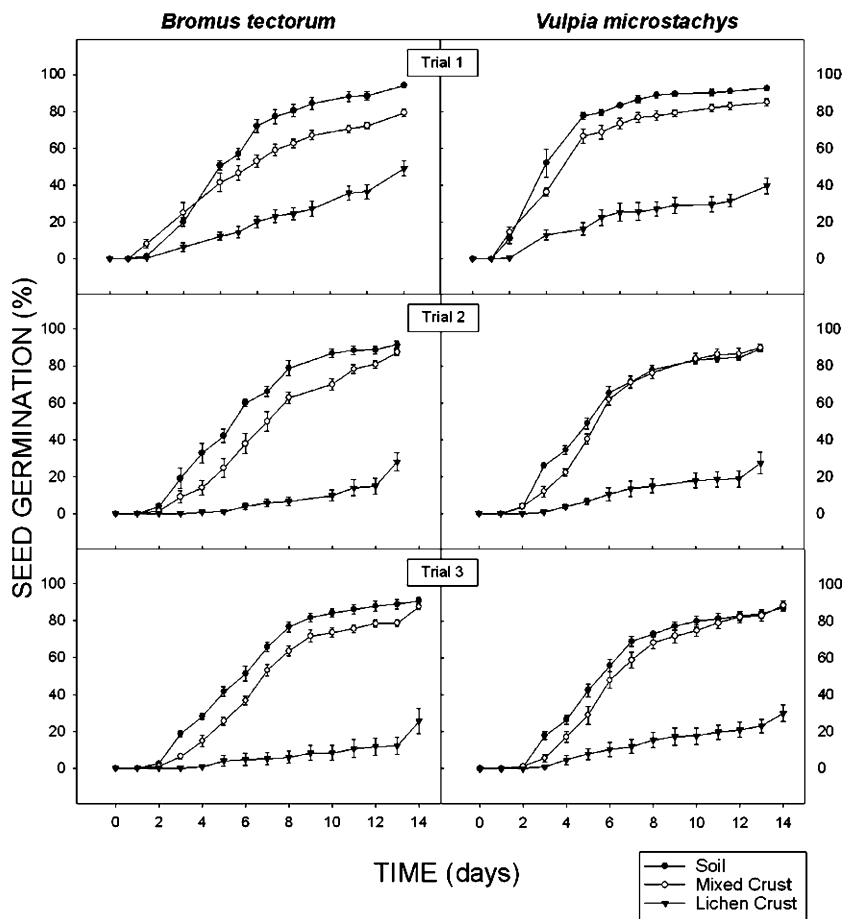 Bromus tectorum Vulpia microstachys
Trial 1
100 100
80 80
60 60
40 40
20 20
0 0
Trial 2
100 100
80 80
60 60
40 40
20 20
0 0
Trial 3
100 100
80 80
60 60
40 40
20 20
0 0
0 2 4 6 8 10 12 14 0 2 4 6 8 10 12 14
SEED GERMINATION (%)
TIME (days)
Soil
Mixed Crust
Lichen Crust